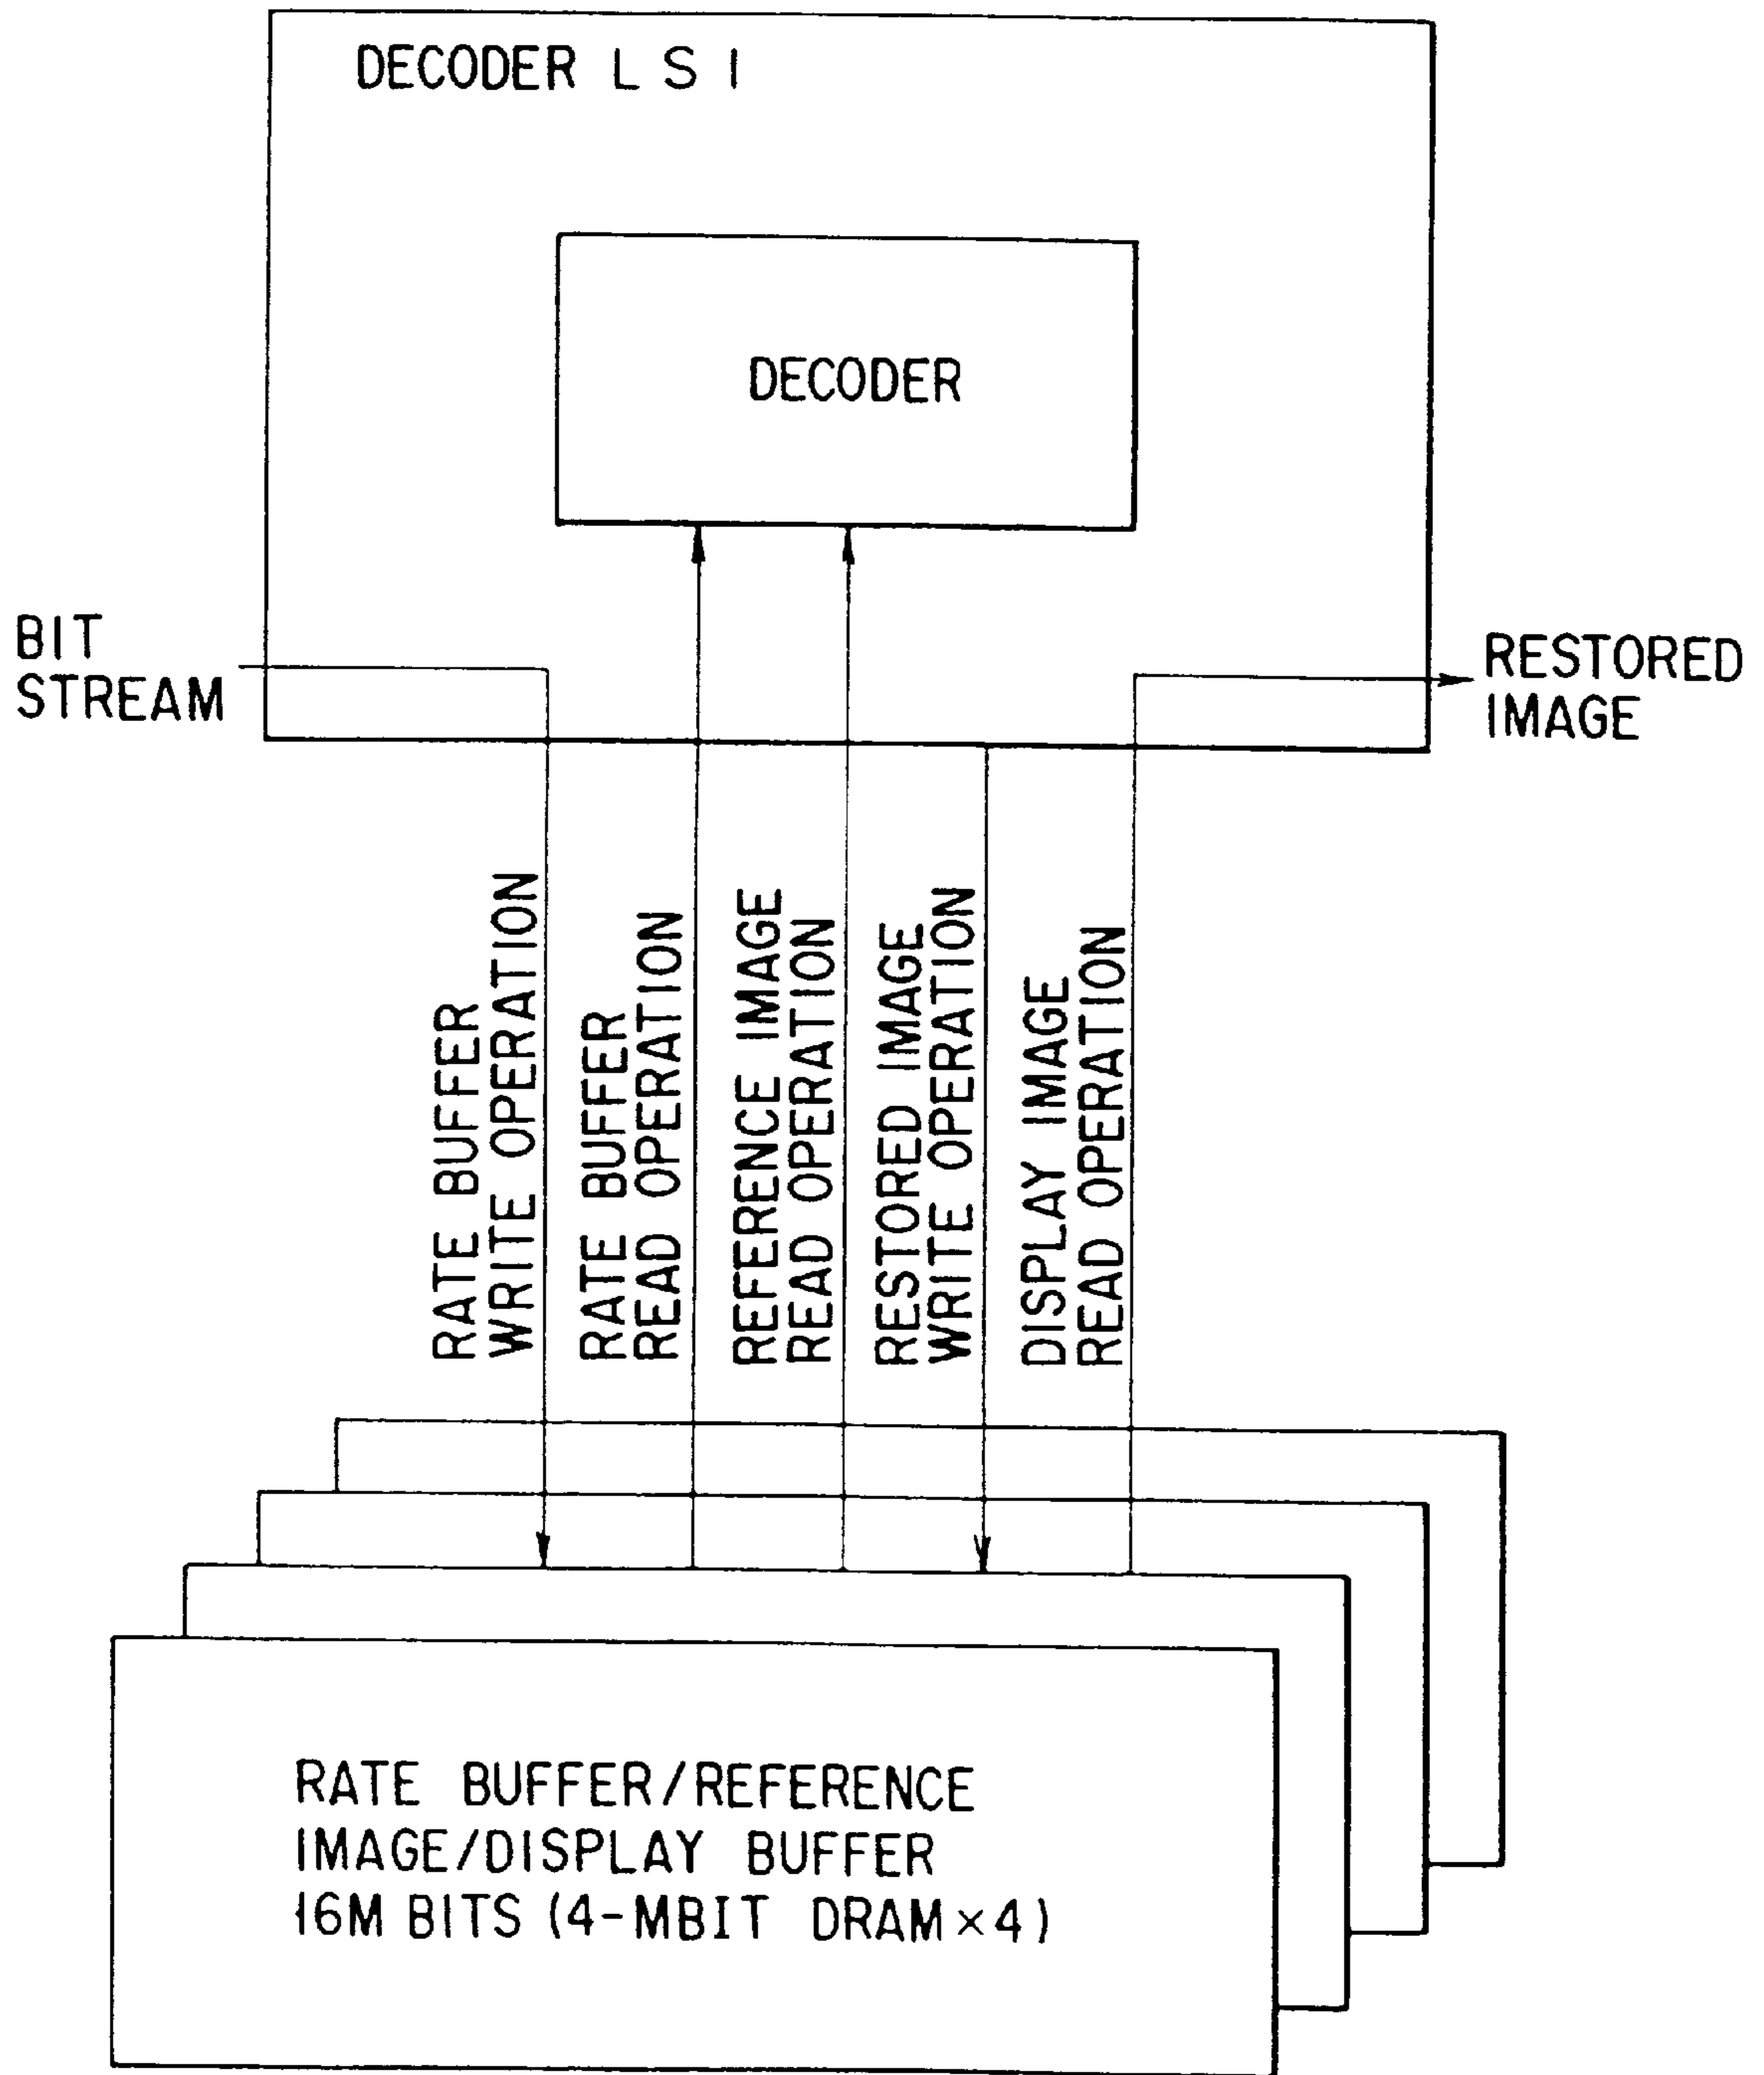 DECODER LSI
DECODER
BIT
STREAM
RESTORED
IMAGE
RATE BUFFER
WRITE OPERATION
RATE BUFFER
READ OPERATION
REFERENCE IMAGE
READ OPERATION
RESTORED IMAGE
WRITE OPERATION
DISPLAY IMAGE
READ OPERATION
RATE BUFFER/REFERENCE
IMAGE/DISPLAY BUFFER
16M BITS (4-MBIT DRAM×4)